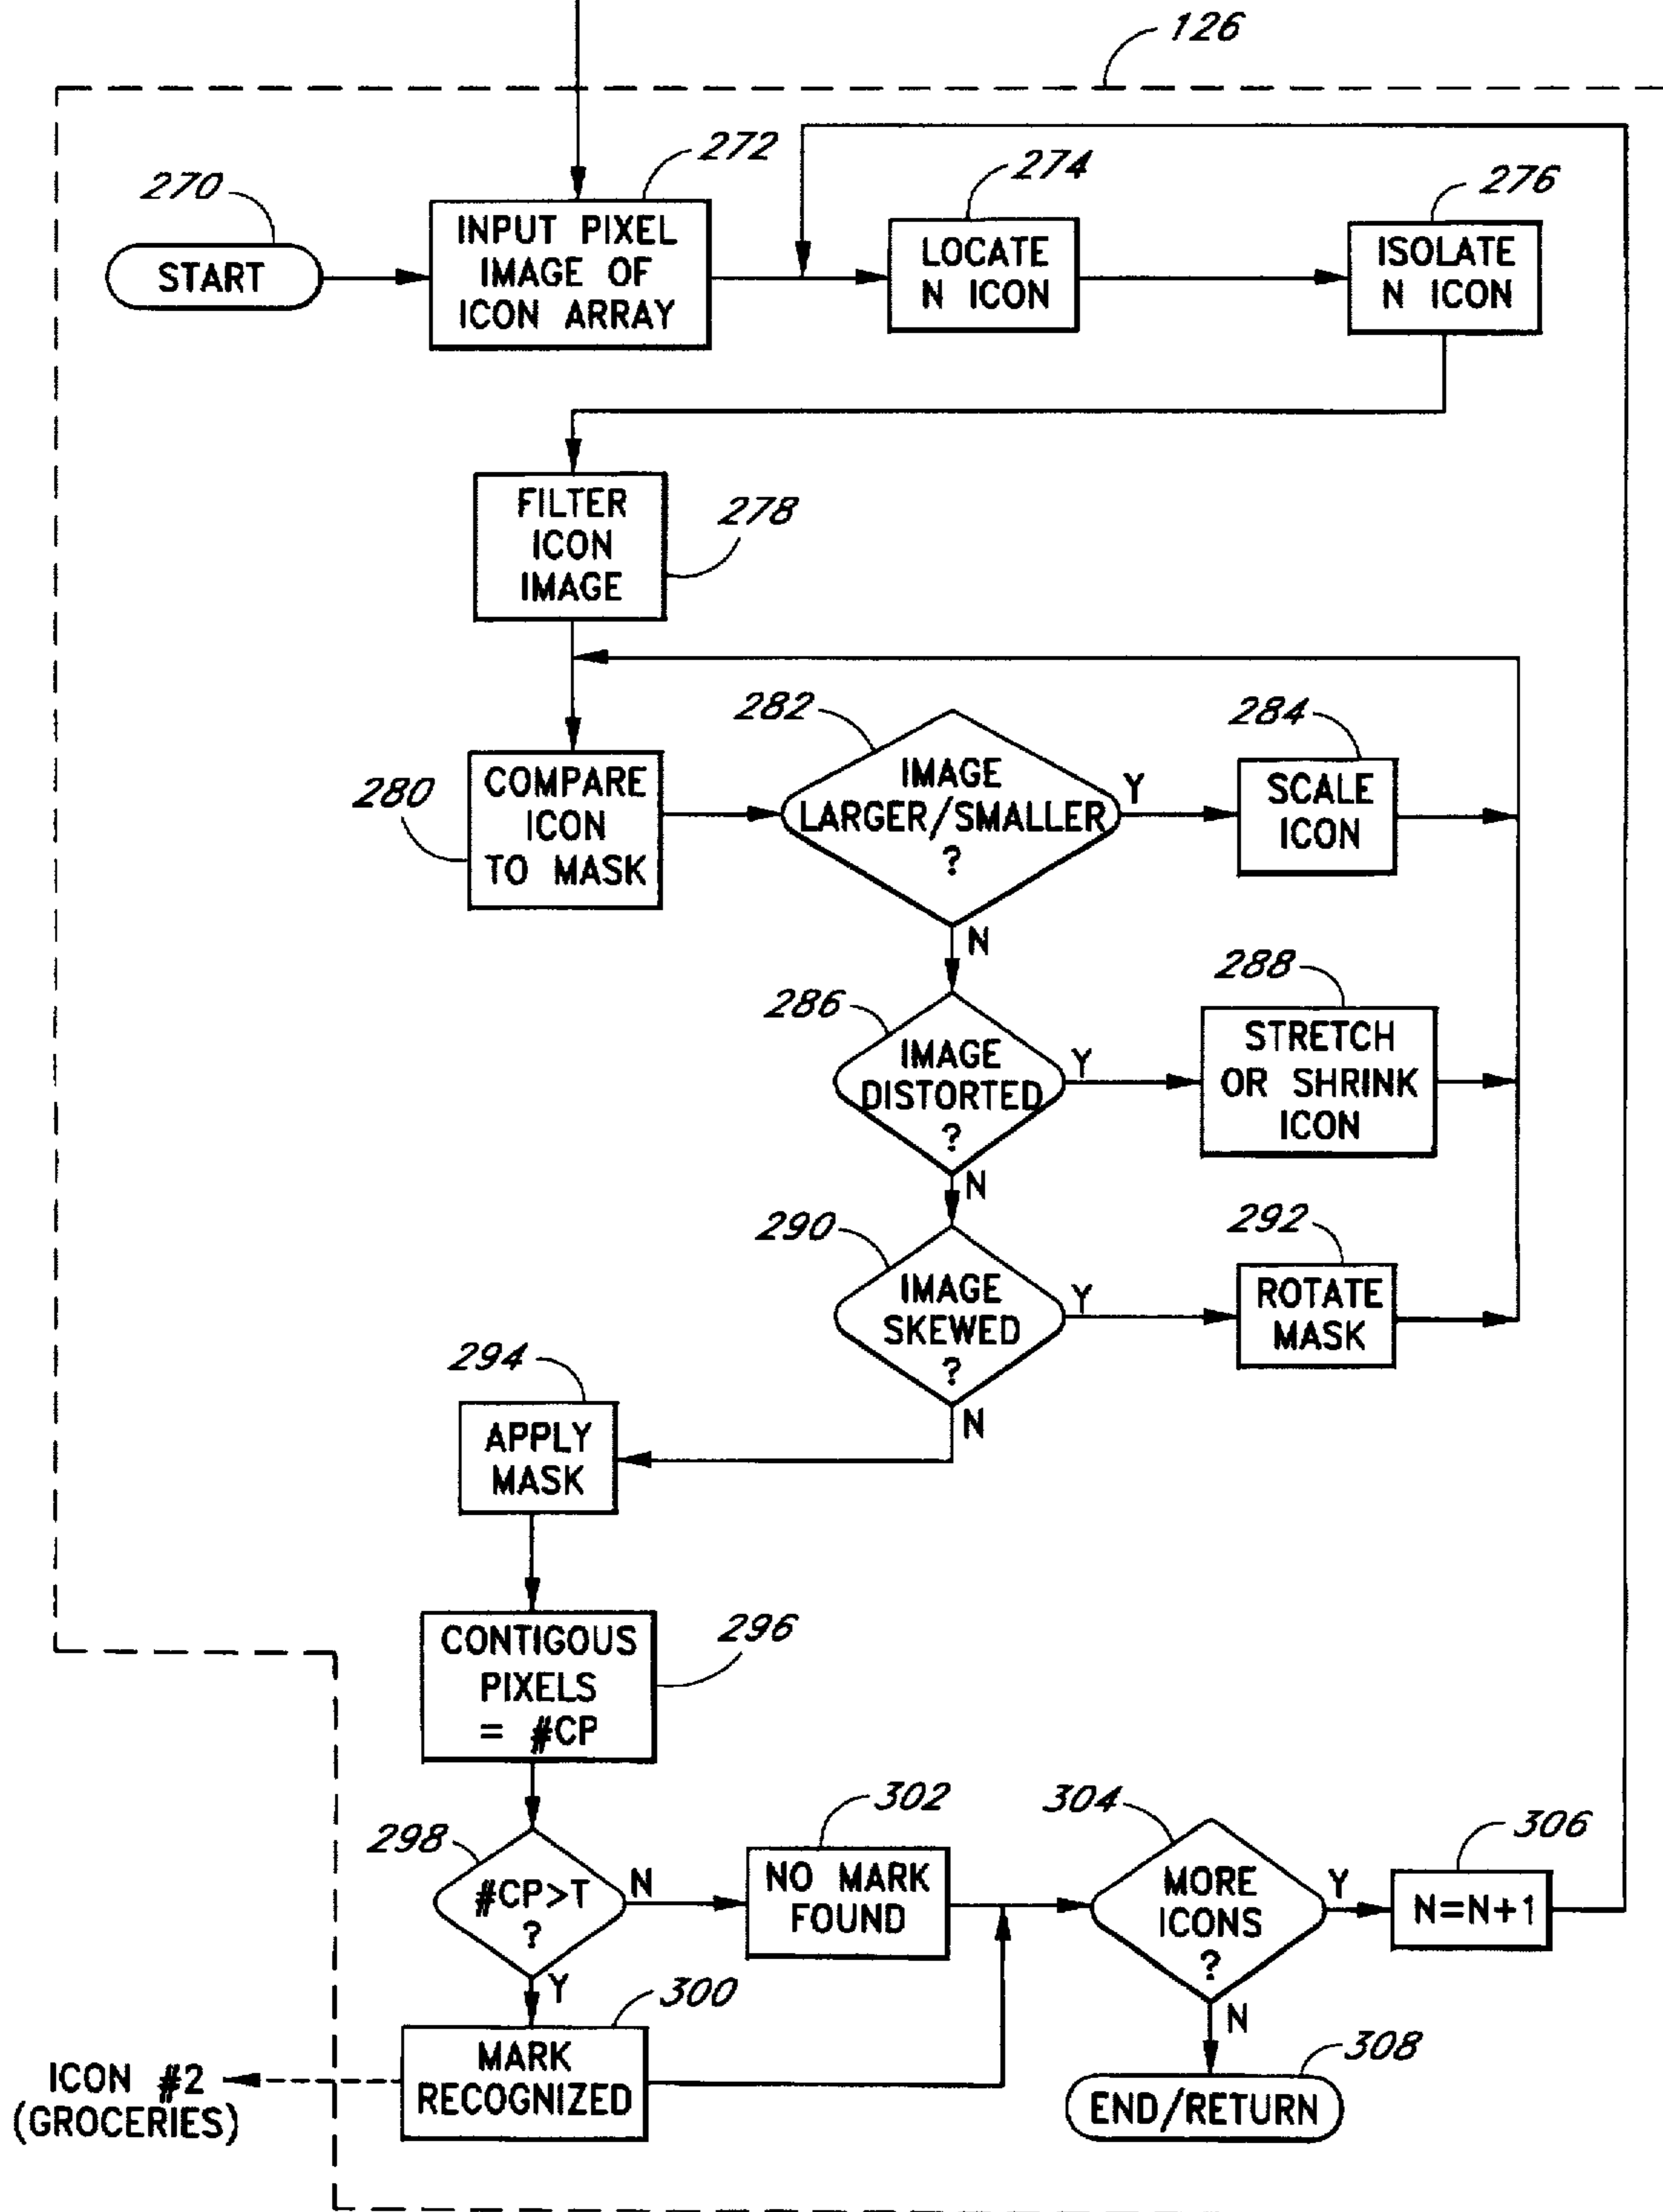 126
270
START
272
INPUT PIXEL
IMAGE OF
ICON ARRAY
274
LOCATE
N ICON
276
ISOLATE
N ICON
278
FILTER
ICON
IMAGE
280
COMPARE
ICON
TO MASK
282
IMAGE
LARGER/SMALLER
?
Y
N
284
SCALE
ICON
286
IMAGE
DISTORTED
?
Y
N
288
STRETCH
OR SHRINK
ICON
290
IMAGE
SKEWED
?
Y
N
292
ROTATE
MASK
294
APPLY
MASK
296
CONTIGOUS
PIXELS
= #CP
298
#CP>T
?
N
Y
302
NO MARK
FOUND
304
MORE
ICONS
?
Y
N
306
N=N+1
300
MARK
RECOGNIZED
ICON #2
(GROCERIES)
308
END/RETURN